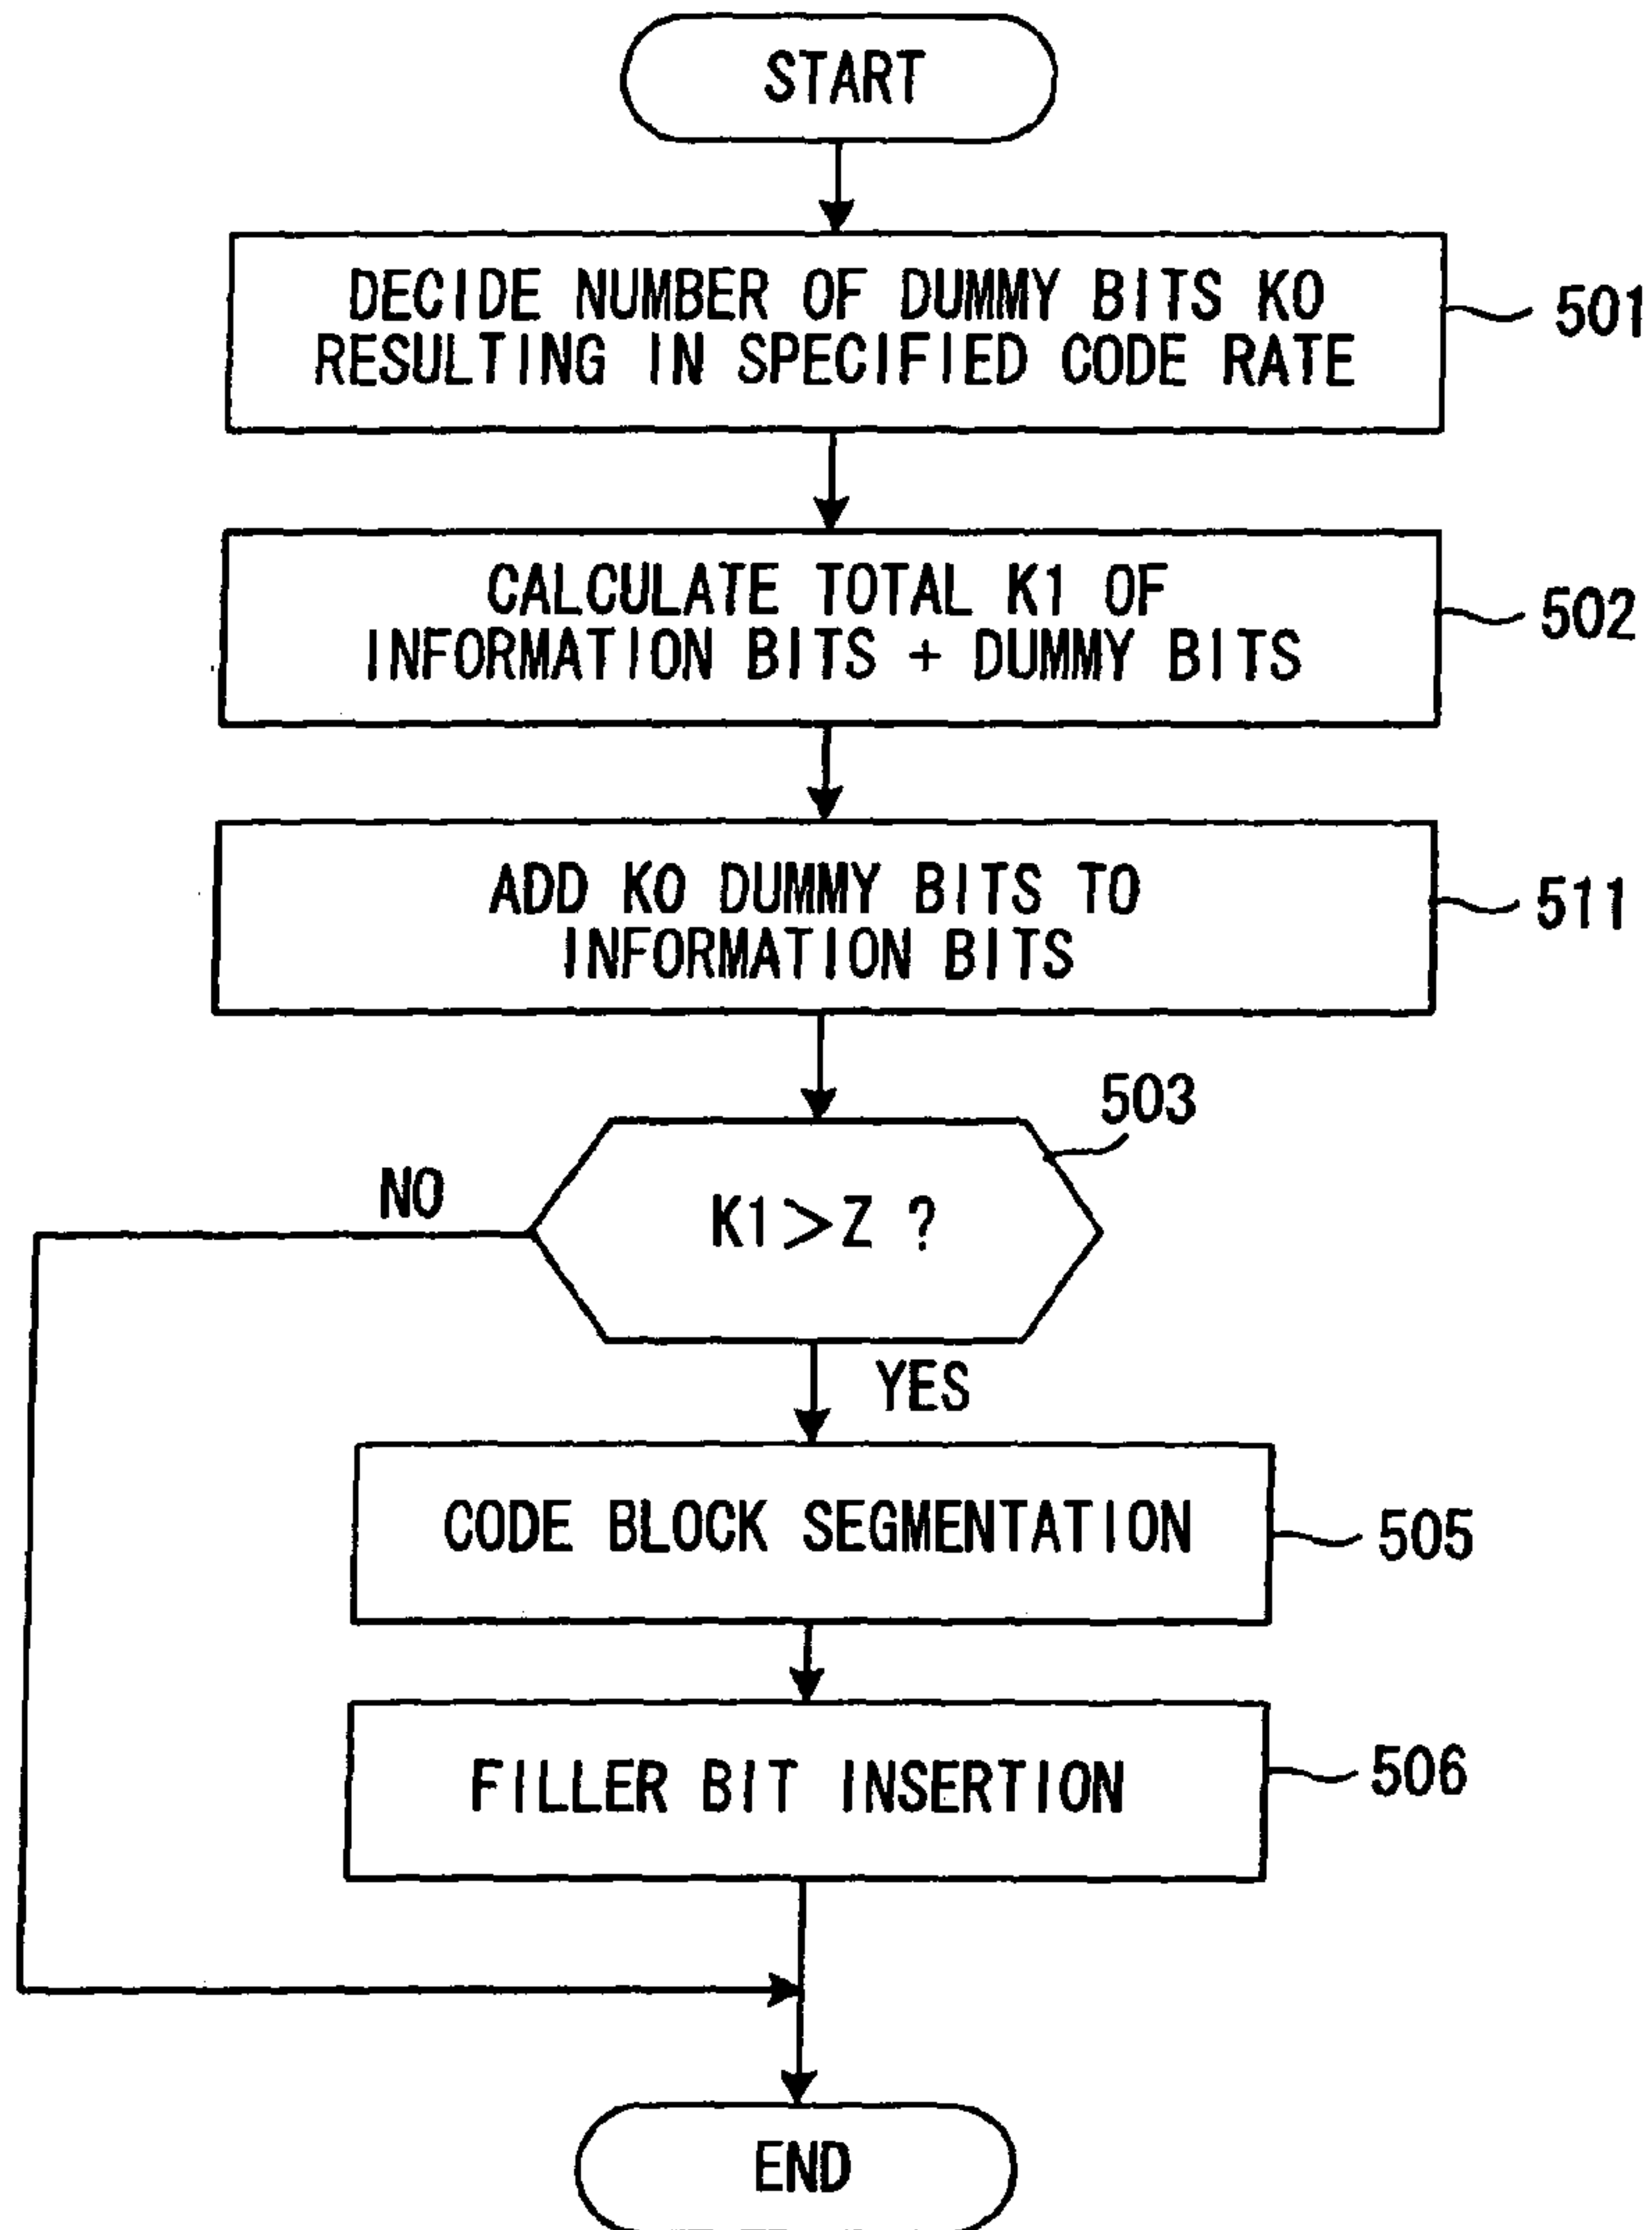 START
DECIDE NUMBER OF DUMMY BITS K0
RESULTING IN SPECIFIED CODE RATE
501
CALCULATE TOTAL K1 OF
INFORMATION BITS + DUMMY BITS
502
ADD K0 DUMMY BITS TO
INFORMATION BITS
511
503
NO
K1>Z ?
YES
CODE BLOCK SEGMENTATION
505
FILLER BIT INSERTION
506
END